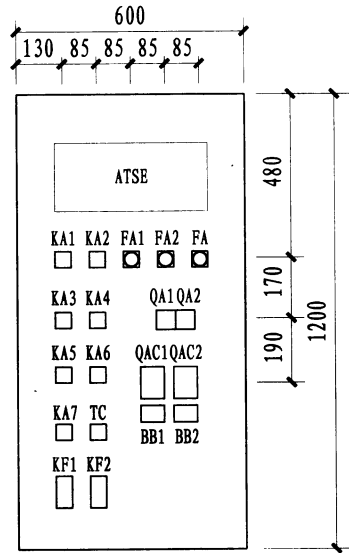 600
130 85 85 85 85
ATSE
480
KA1 KA2 FA1 FA2 FA
170
KA3 KA4 QA1 QA2
1200
190
KA5 KA6 QAC1 QAC2
KA7 TC BB1 BB2
KF1 KF2